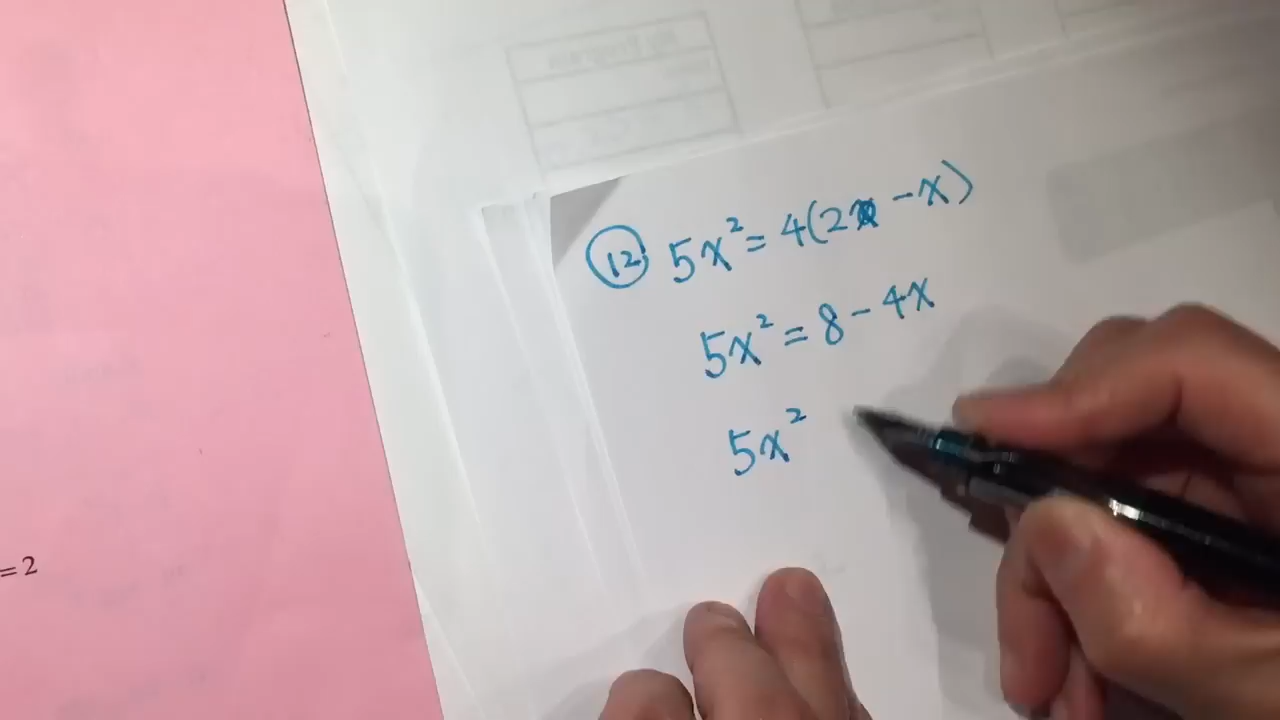 ⑫ 5x² = 4(2 - x)
5x² = 8 - 4x
5x²
= 2